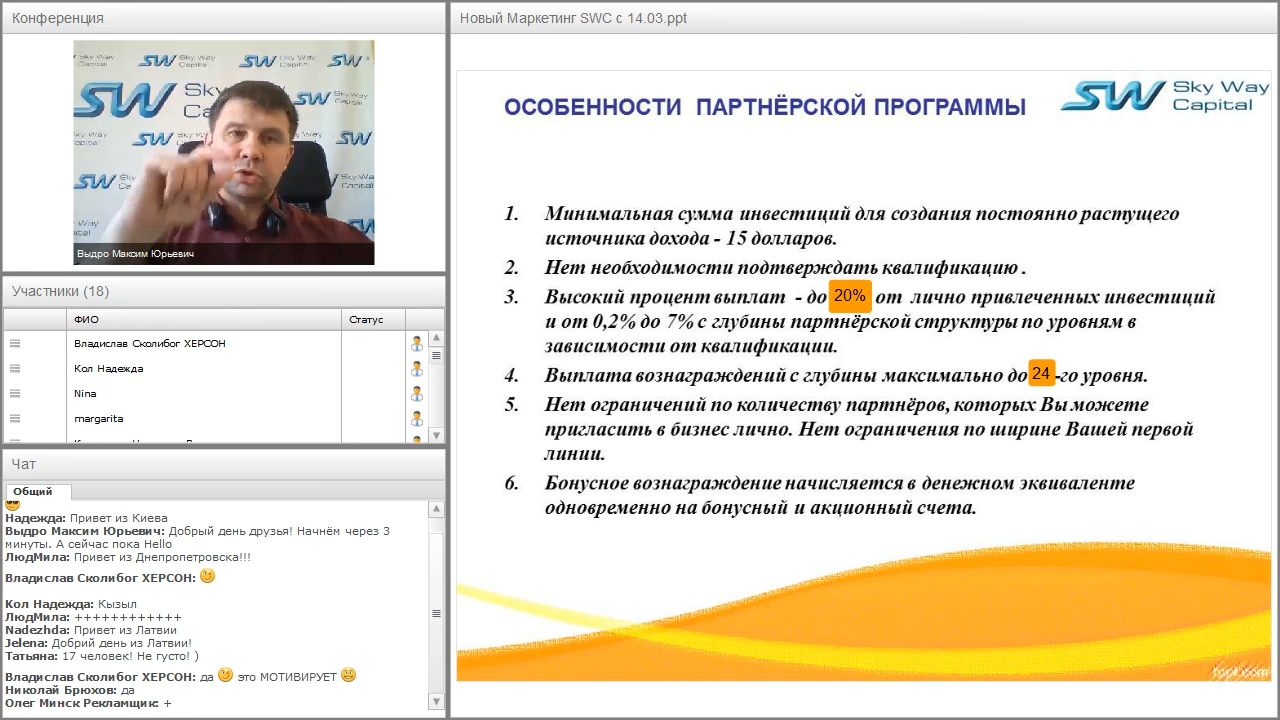 Конференция
Sky Way Capital
Sky Way
SW
Выдро Максим Юрьевич
Участники (18)
ФИО
Статус
Владислав Сколибог ХЕРСОН
Кол Надежда
Nina
margarita
Чат
Общий
Надежда: Привет из Киева
Выдро Максим Юрьевич: Добрый день друзья! Начнём через 3
минуты. А сейчас пока Hello
ЛюдМила: Привет из Днепропетровска!!!
Владислав Сколибог ХЕРСОН:
Кол Надежда: Кызыл
ЛюдМила: ++++++++++++
Nadezhda: Привет из Латвии
Jelena: Добрий день из Латвии!
Татьяна: 17 человек! Не густо! )
Владислав Сколибог ХЕРСОН: да это МОТИВИРУЕТ
Николай Брюхов: да
Олег Минск Рекламщик: +
Новый Маркетинг SWC с 14.03.ppt
ОСОБЕННОСТИ ПАРТНЁРСКОЙ ПРОГРАММЫ
SW Sky Way
Capital
1. Минимальная сумма инвестиций для создания постоянно растущего
источника дохода - 15 долларов.
2. Нет необходимости подтверждать квалификацию .
3. Высокий процент выплат - до 20% от лично привлеченных инвестиций
и от 0,2% до 7% с глубины партнёрской структуры по уровням в
зависимости от квалификации.
4. Выплата вознаграждений с глубины максимально до 24-го уровня.
5. Нет ограничений по количеству партнёров, которых Вы можете
пригласить в бизнес лично. Нет ограничения по ширине Вашей первой
линии.
6. Бонусное вознаграждение начисляется в денежном эквиваленте
одновременно на бонусный и акционный счета.
fppt.com